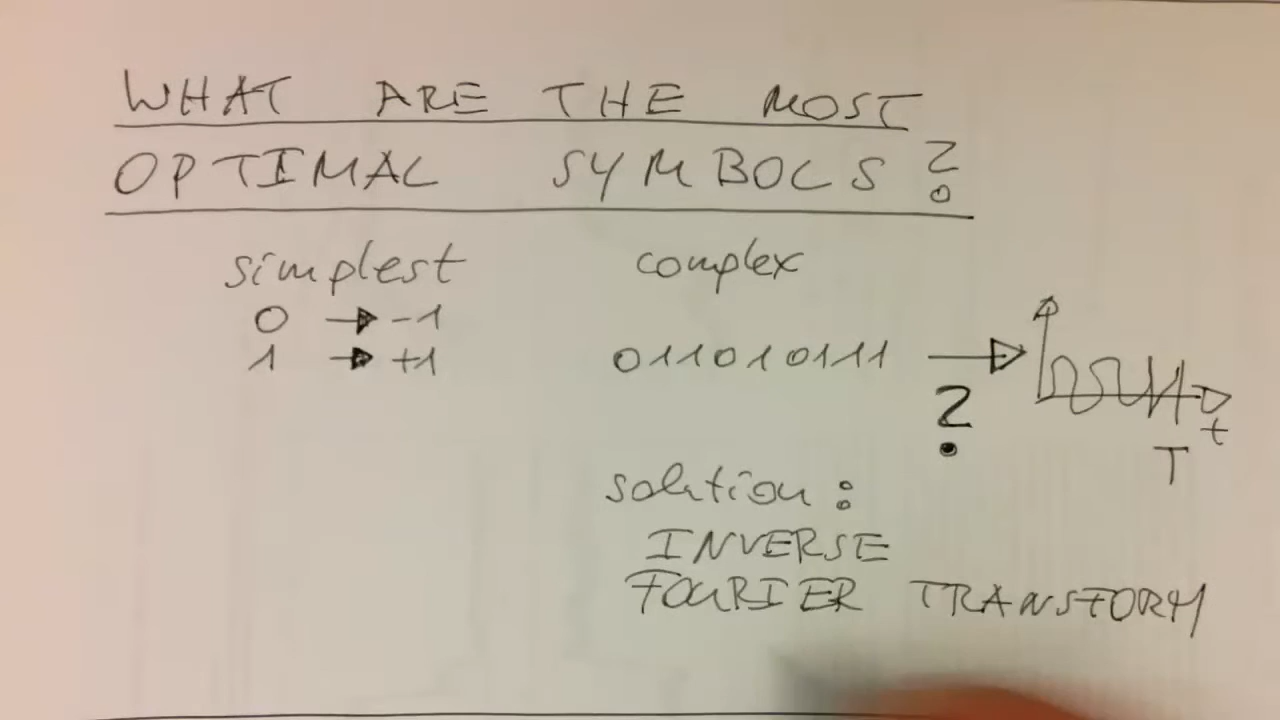 WHAT ARE THE MOST
OPTIMAL SYMBOLS?
simplest
0 → -1
1 → +1
complex
011010111 →
?
t
T
solution:
INVERSE
FOURIER TRANSFORM